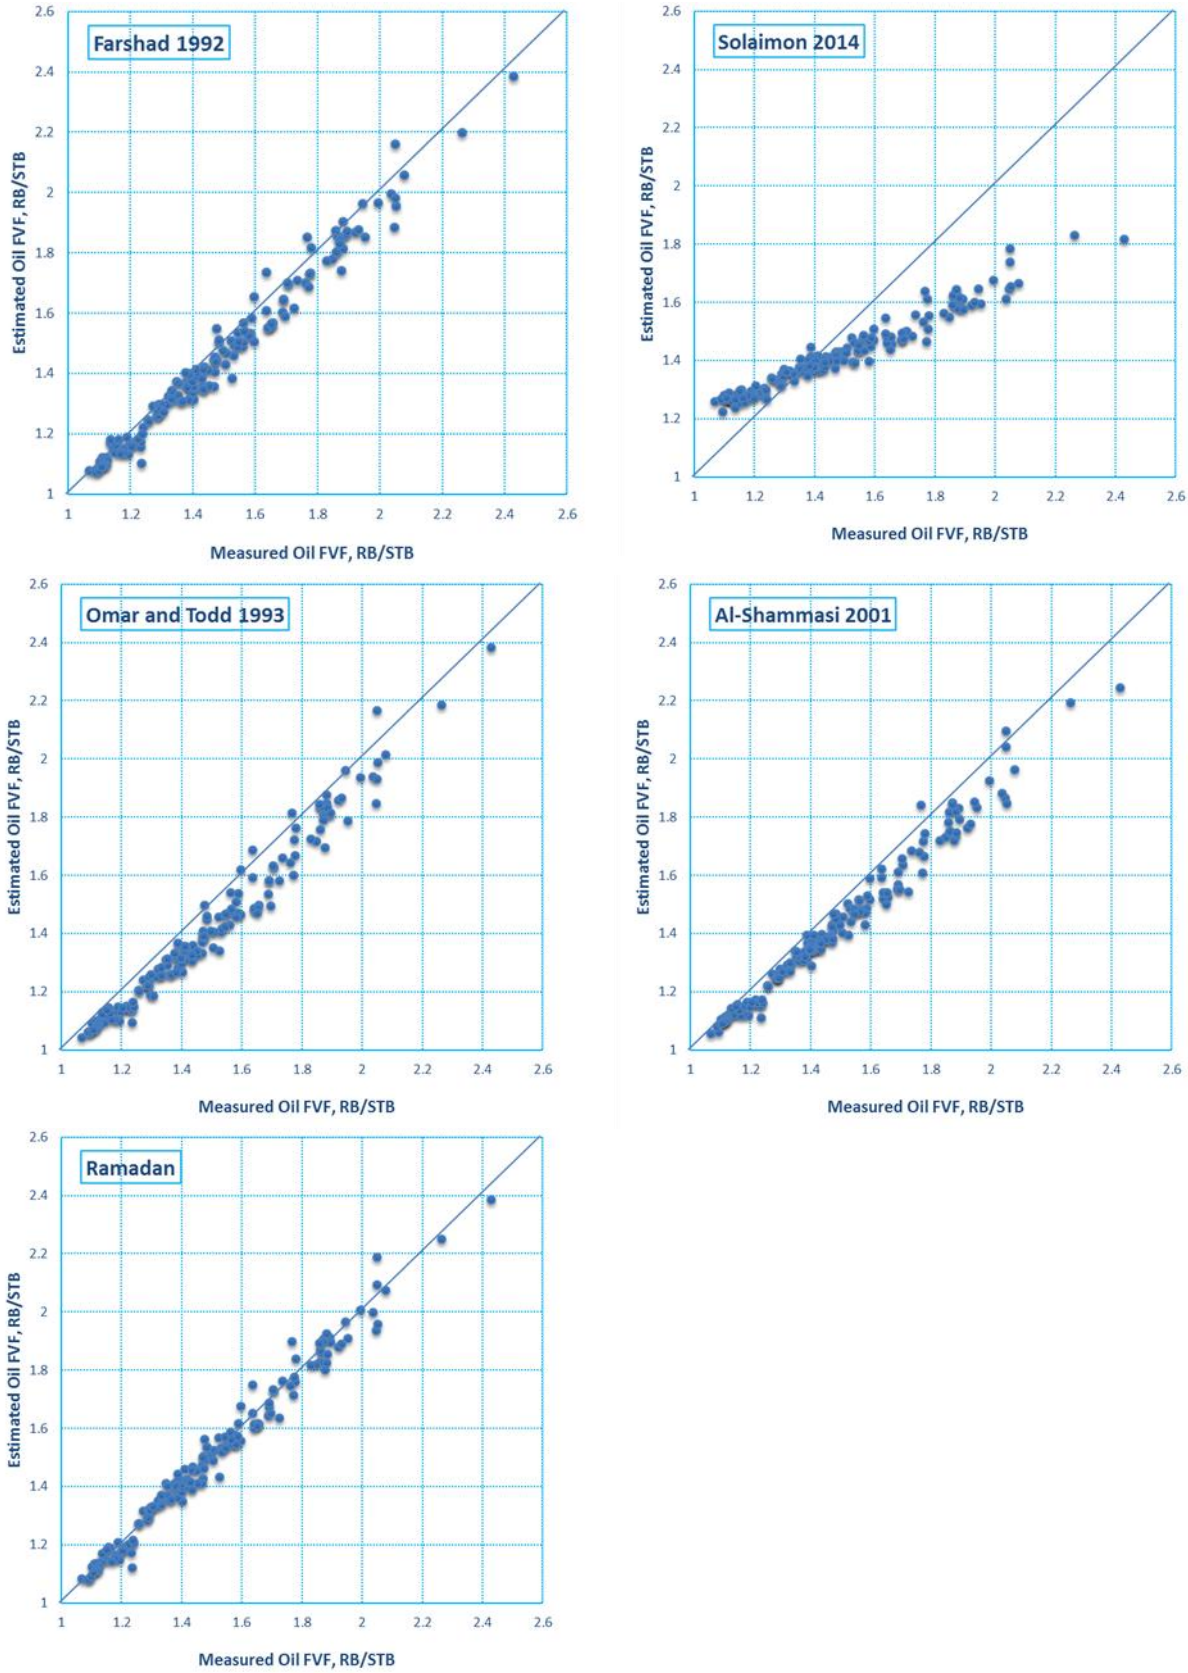 Farshad 1992
Estimated Oil FVF, RB/STB
2.6
2.4
2.2
2
1.8
1.6
1.4
1.2
1
1 1.2 1.4 1.6 1.8 2 2.2 2.4 2.6
Measured Oil FVF, RB/STB
Solaimon 2014
Estimated Oil FVF, RB/STB
2.6
2.4
2.2
2
1.8
1.6
1.4
1.2
1
1 1.2 1.4 1.6 1.8 2 2.2 2.4 2.6
Measured Oil FVF, RB/STB
Omar and Todd 1993
Estimated Oil FVF, RB/STB
2.6
2.4
2.2
2
1.8
1.6
1.4
1.2
1
1 1.2 1.4 1.6 1.8 2 2.2 2.4 2.6
Measured Oil FVF, RB/STB
Al-Shammasi 2001
Estimated Oil FVF, RB/STB
2.6
2.4
2.2
2
1.8
1.6
1.4
1.2
1
1 1.2 1.4 1.6 1.8 2 2.2 2.4 2.6
Measured Oil FVF, RB/STB
Ramadan
Estimated Oil FVF, RB/STB
2.6
2.4
2.2
2
1.8
1.6
1.4
1.2
1
1 1.2 1.4 1.6 1.8 2 2.2 2.4 2.6
Measured Oil FVF, RB/STB